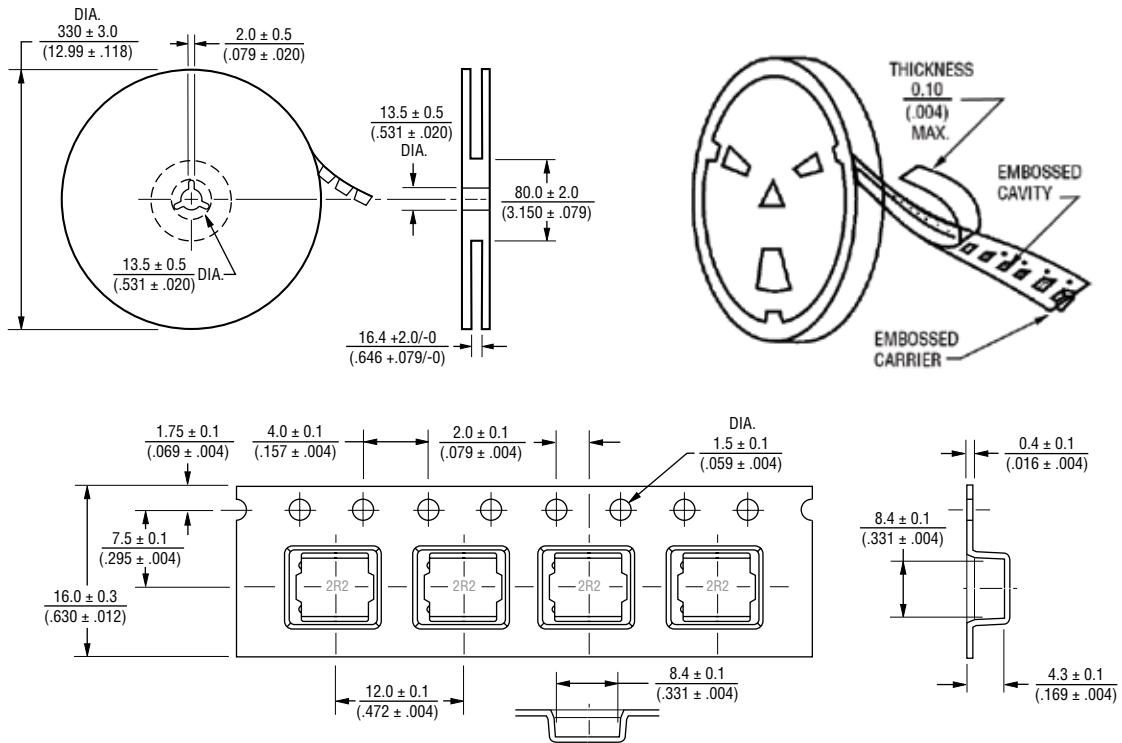 DIA.
330 ± 3.0
(12.99 ± .118)
2.0 ± 0.5
(.079 ± .020)
13.5 ± 0.5
(.531 ± .020)
DIA.
80.0 ± 2.0
(3.150 ± .079)
13.5 ± 0.5
(.531 ± .020)
DIA.
16.4 +2.0/-0
(.646 +.079/-0)
THICKNESS
0.10
(.004)
MAX.
EMBOSSED
CAVITY
EMBOSSED
CARRIER
1.75 ± 0.1
(.069 ± .004)
4.0 ± 0.1
(.157 ± .004)
2.0 ± 0.1
(.079 ± .004)
DIA.
1.5 ± 0.1
(.059 ± .004)
0.4 ± 0.1
(.016 ± .004)
7.5 ± 0.1
(.295 ± .004)
8.4 ± 0.1
(.331 ± .004)
16.0 ± 0.3
(.630 ± .012)
2R2 2R2 2R2 2R2
12.0 ± 0.1
(.472 ± .004)
8.4 ± 0.1
(.331 ± .004)
4.3 ± 0.1
(.169 ± .004)